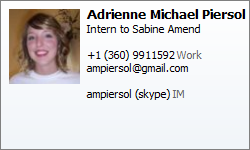 Adrienne Michael Piersol
Intern to Sabine Amend
+1 (360) 9911592 Work
ampiersol@gmail.com
ampiersol (skype) IM